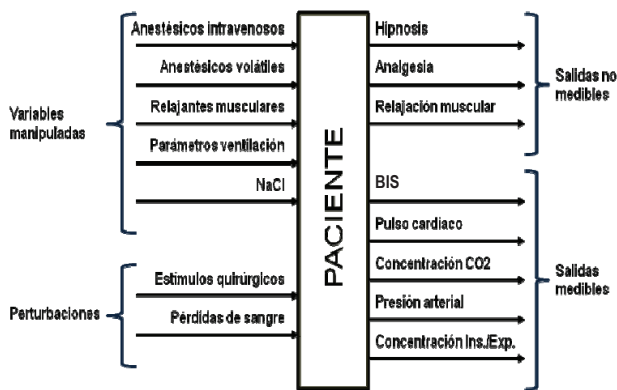 Variables
manipuladas
Anestésicos intravenosos
Anestésicos volátiles
Relajantes musculares
Parámetros ventilación
NaCl
Perturbaciones
Estímulos quirúrgicos
Pérdidas de sangre
PACIENTE
Hipnosis
Analgesia
Relajación muscular
Salidas no
medibles
BIS
Pulso cardiaco
Concentración CO2
Presión arterial
Concentración Ins./Exp.
Salidas
medibles